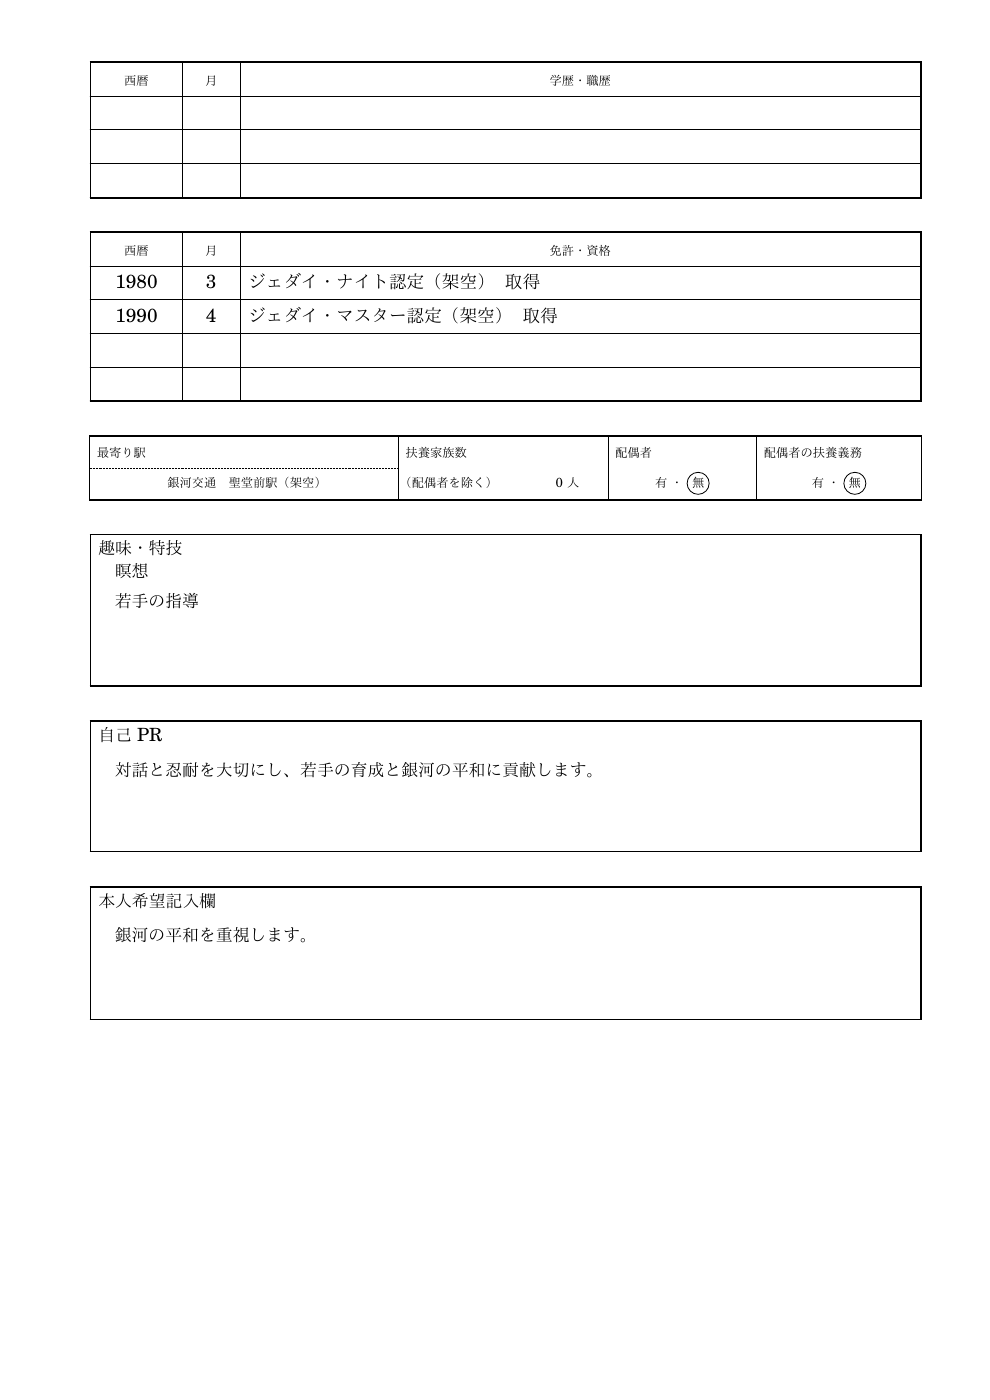 西暦 月 学歴・職歴
西暦 月 免許・資格
1980 3 ジェダイ・ナイト認定（架空） 取得
1990 4 ジェダイ・マスター認定（架空） 取得
最寄り駅 扶養家族数 配偶者 配偶者の扶養義務
銀河交通 聖堂前駅（架空） （配偶者を除く） 0 人 有 ・ 無 有 ・ 無
趣味・特技
瞑想
若手の指導
自己 PR
対話と忍耐を大切にし、若手の育成と銀河の平和に貢献します。
本人希望記入欄
銀河の平和を重視します。